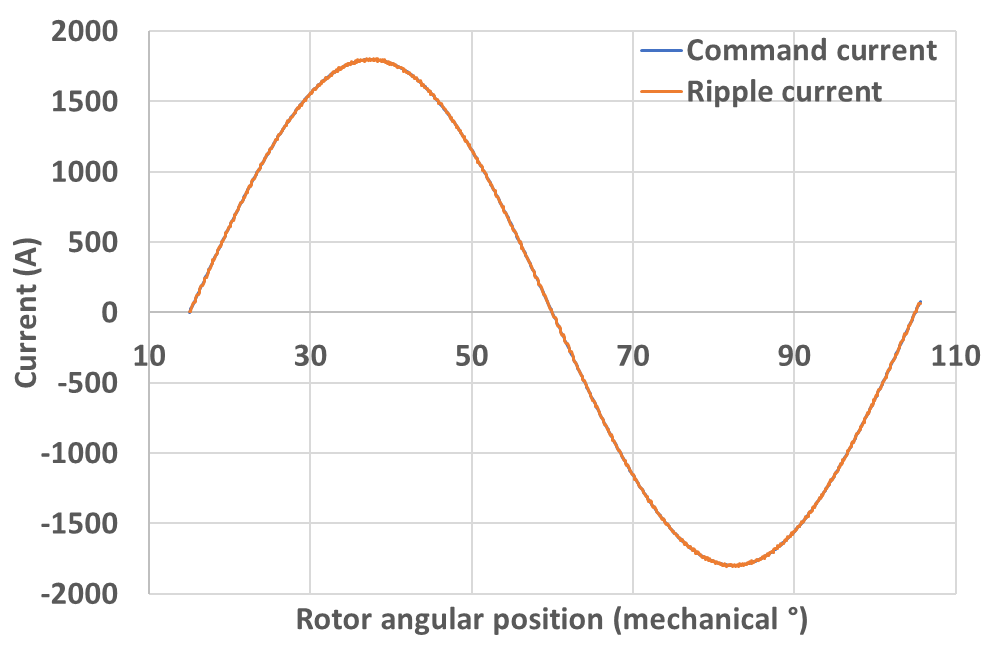 2000
Command current
Ripple current
1500
1000
500
0
10 30 50 70 90 110
-500
-1000
-1500
-2000
Current (A)
Rotor angular position (mechanical °)